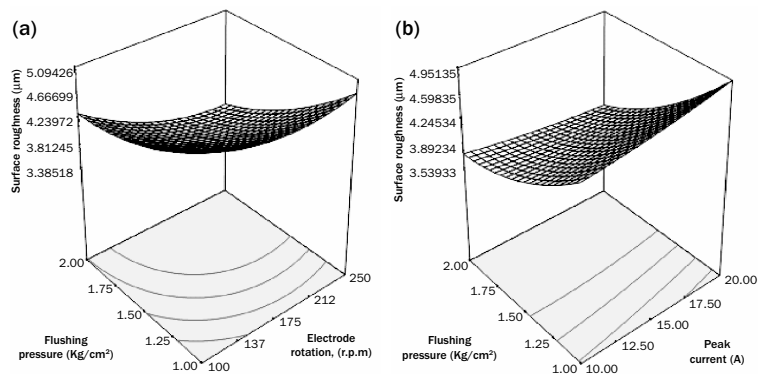 (a)
Surface roughness (µm)
5.09426
4.66699
4.23972
3.81245
3.38518
2.00
1.75
1.50
1.25
1.00
100
137
175
212
250
Flushing
pressure (Kg/cm²)
Electrode
rotation, (r.p.m)
(b)
Surface roughness (µm)
4.95135
4.59835
4.24534
3.89234
3.53933
2.00
1.75
1.50
1.25
1.00
10.00
12.50
15.00
17.50
20.00
Flushing
pressure (Kg/cm²)
Peak
current (A)